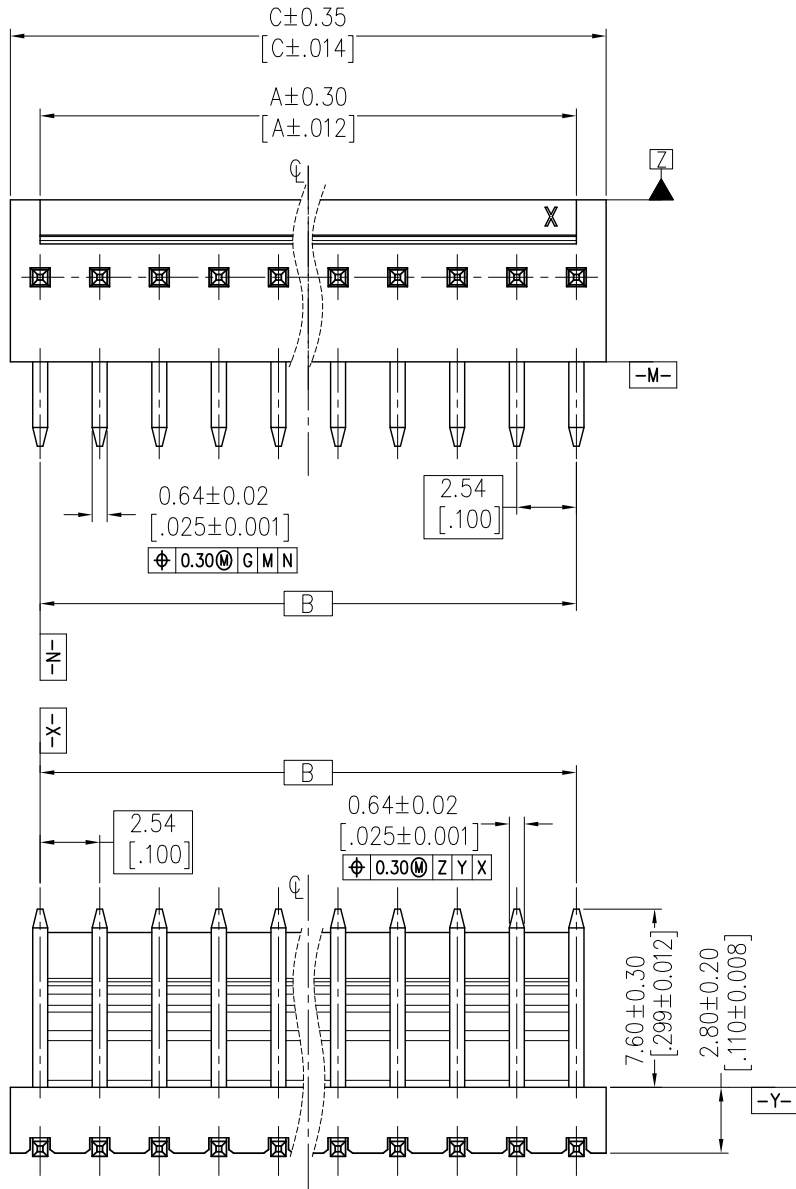 C±0.35
[C±.014]
A±0.30
[A±.012]
℄
Z
X
-M-
0.64±0.02
[.025±0.001]
⌖ 0.30Ⓜ G M N
2.54
[.100]
B
-N-
-X-
B
2.54
[.100]
0.64±0.02
[.025±0.001]
⌖ 0.30Ⓜ Z Y X
℄
7.60±0.30
[.299±0.012]
2.80±0.20
[.110±0.008]
-Y-